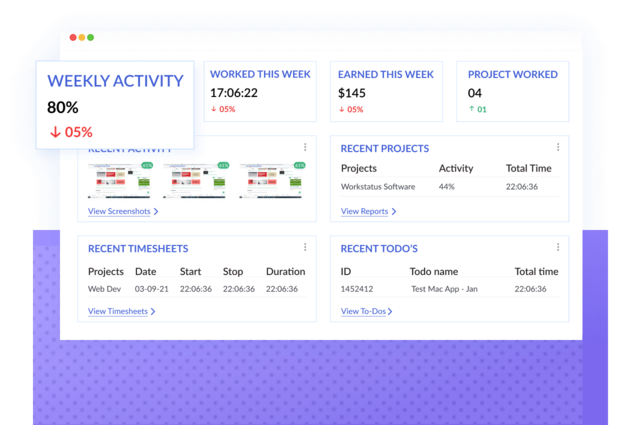 WEEKLY ACTIVITY
80%
↓ 05%
WORKED THIS WEEK
17:06:22
↓ 05%
EARNED THIS WEEK
$145
↓ 05%
PROJECT WORKED
04
↑ 01
RECENT ACTIVITY
View Screenshots >
RECENT PROJECTS
Projects Activity Total Time
Workstatus Software 44% 22:06:36
View Reports >
RECENT TIMESHEETS
Projects Date Start Stop Duration
Web Dev 03-09-21 22:06:36 22:06:36 22:06:36
View Timesheets >
RECENT TODO'S
ID Todo name Total time
1452412 Test Mac App - Jan 22:06:36
View To-Dos >